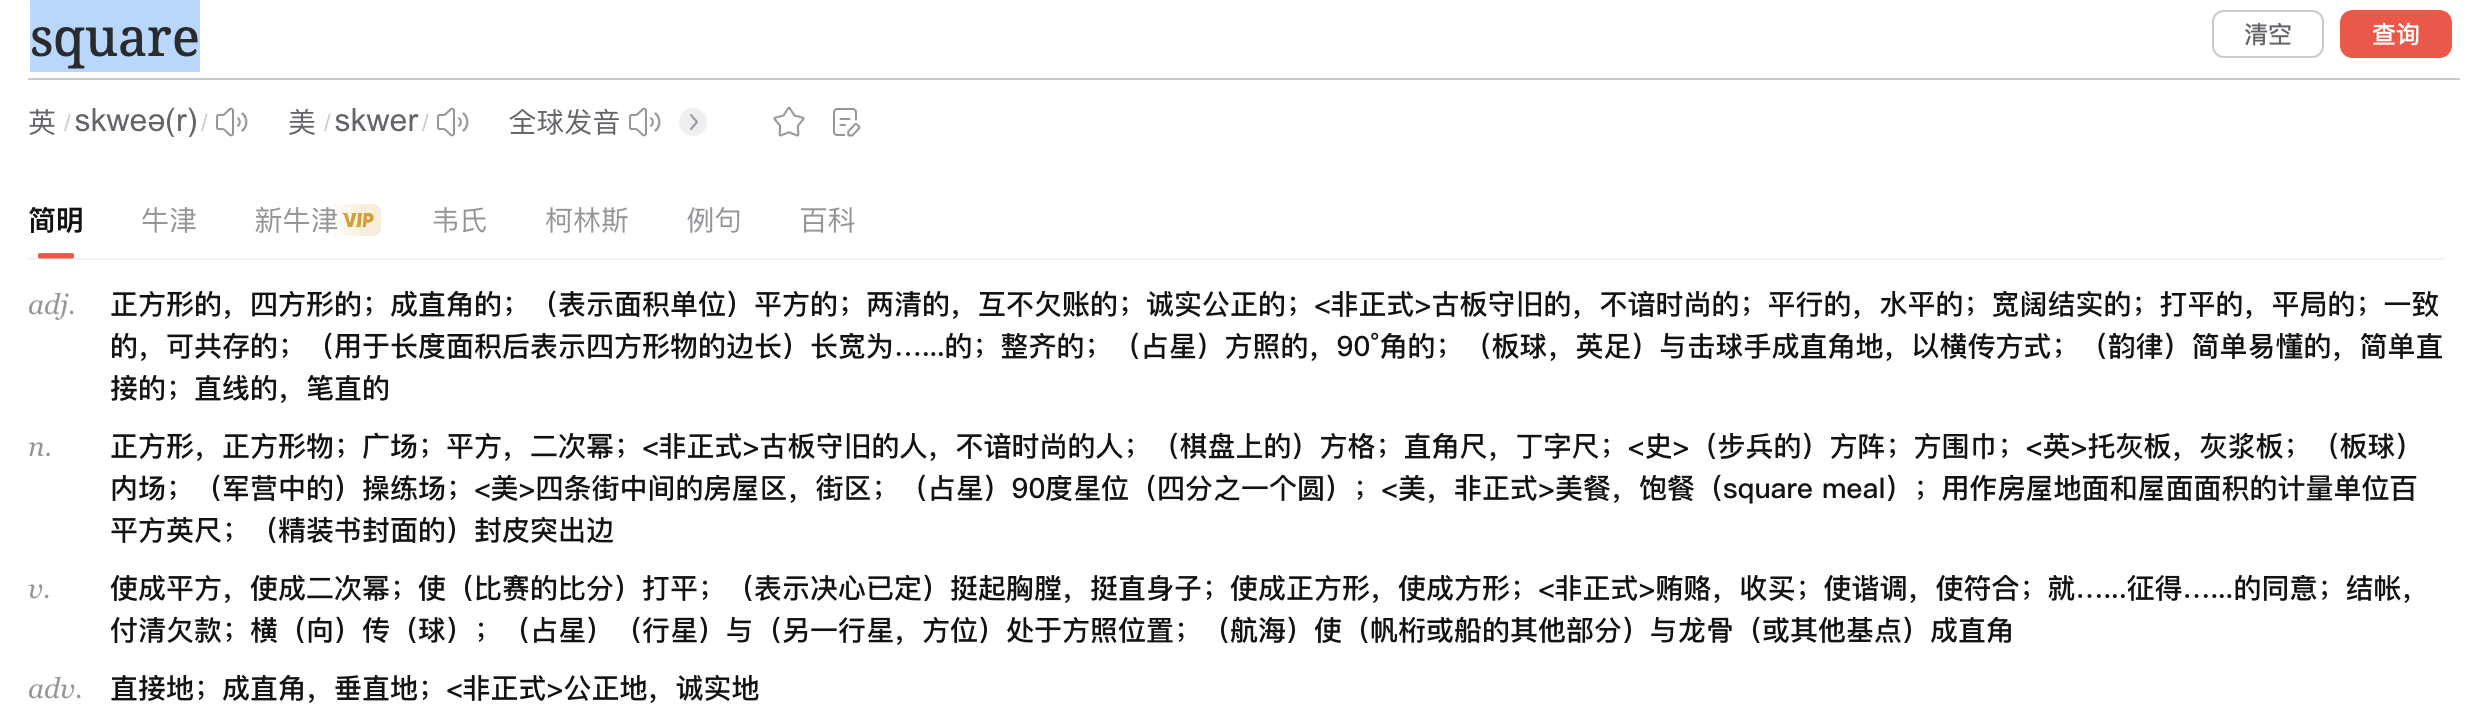 square
清空
查询
英 /skweə(r)/ 美 /skwer/ 全球发音
简明 牛津 新牛津 VIP 韦氏 柯林斯 例句 百科
adj. 正方形的，四方形的；成直角的；（表示面积单位）平方的；两清的，互不欠账的；诚实公正的；<非正式>古板守旧的，不谙时尚的；平行的，水平的；宽阔结实的；打平的，平局的；一致
的，可共存的；（用于长度面积后表示四方形物的边长）长宽为……的；整齐的；（占星）方照的，90˚角的；（板球，英足）与击球手成直角地，以横传方式；（韵律）简单易懂的，简单直
接的；直线的，笔直的
n. 正方形，正方形物；广场；平方，二次幂；<非正式>古板守旧的人，不谙时尚的人；（棋盘上的）方格；直角尺，丁字尺；<史>（步兵的）方阵；方围巾；<英>托灰板，灰浆板；（板球）
内场；（军营中的）操练场；<美>四条街中间的房屋区，街区；（占星）90度星位（四分之一个圆）；<美，非正式>美餐，饱餐（square meal）；用作房屋地面和屋面面积的计量单位百
平方英尺；（精装书封面的）封皮突出边
v. 使成平方，使成二次幂；使（比赛的比分）打平；（表示决心已定）挺起胸膛，挺直身子；使成正方形，使成方形；<非正式>贿赂，收买；使谐调，使符合；就……征得……的同意；结帐，
付清欠款；横（向）传（球）；（占星）（行星）与（另一行星，方位）处于方照位置；（航海）使（帆桁或船的其他部分）与龙骨（或其他基点）成直角
adv. 直接地；成直角，垂直地；<非正式>公正地，诚实地